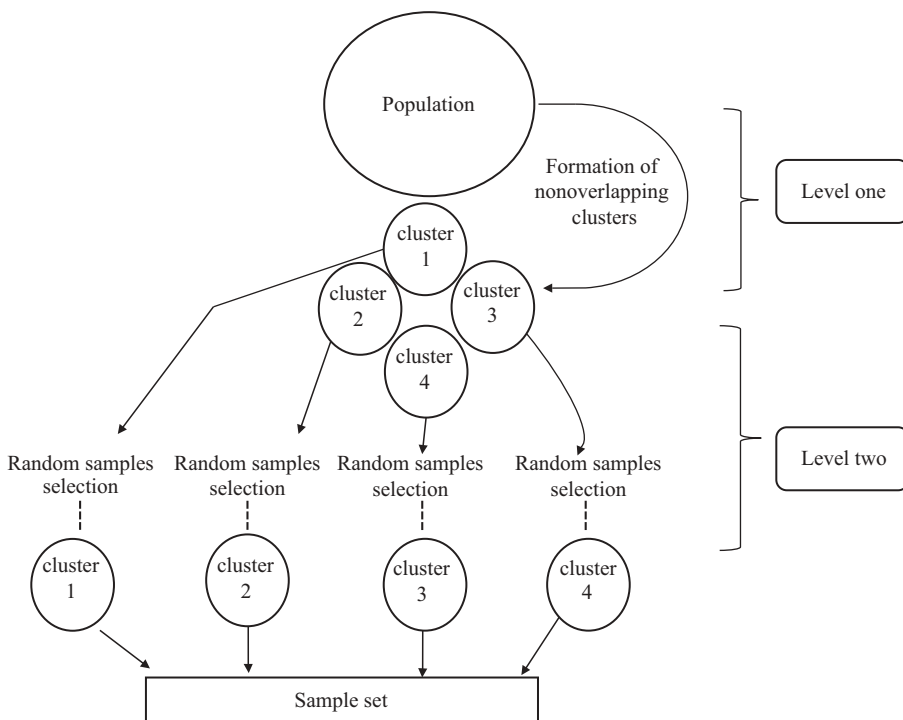 Population
Formation of
nonoverlapping
clusters
Level one
cluster
1
cluster
2
cluster
3
cluster
4
Random samples
selection
Random samples
selection
Random samples
selection
Random samples
selection
Level two
cluster
1
cluster
2
cluster
3
cluster
4
Sample set